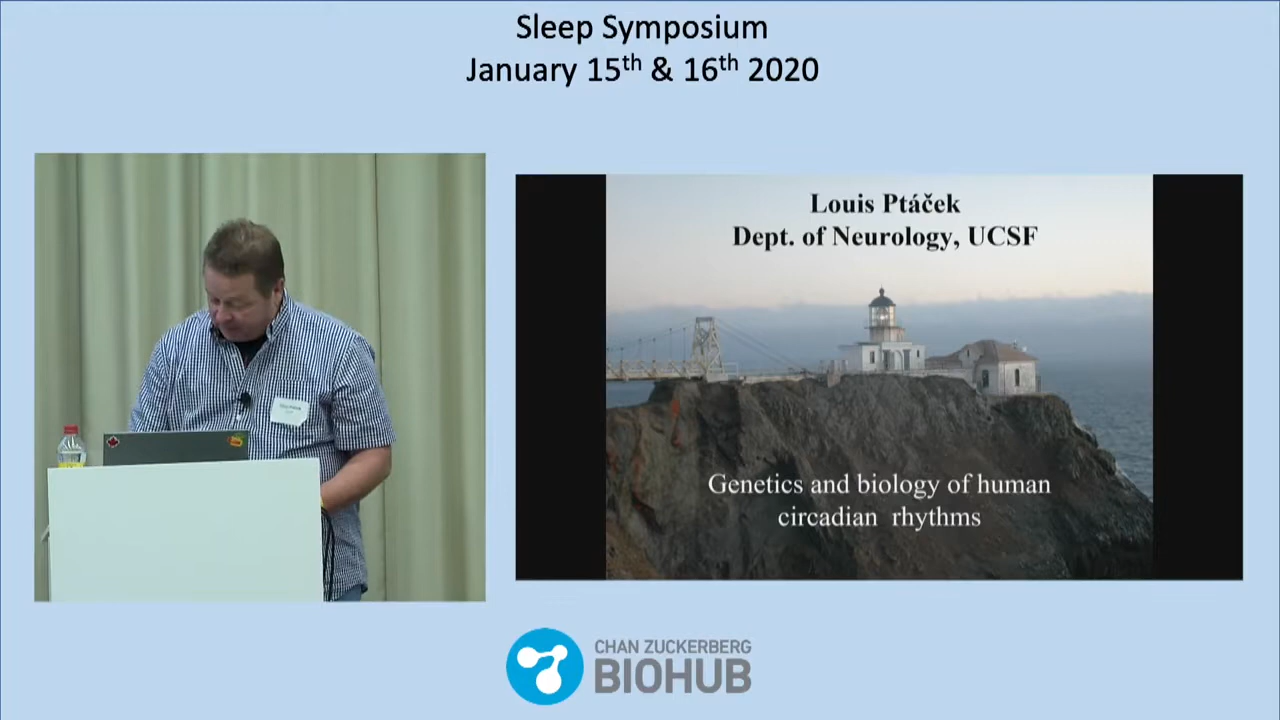 Sleep Symposium
January 15th & 16th 2020
Louis Ptáček
Dept. of Neurology, UCSF
Genetics and biology of human
circadian rhythms
CHAN ZUCKERBERG
BIOHUB